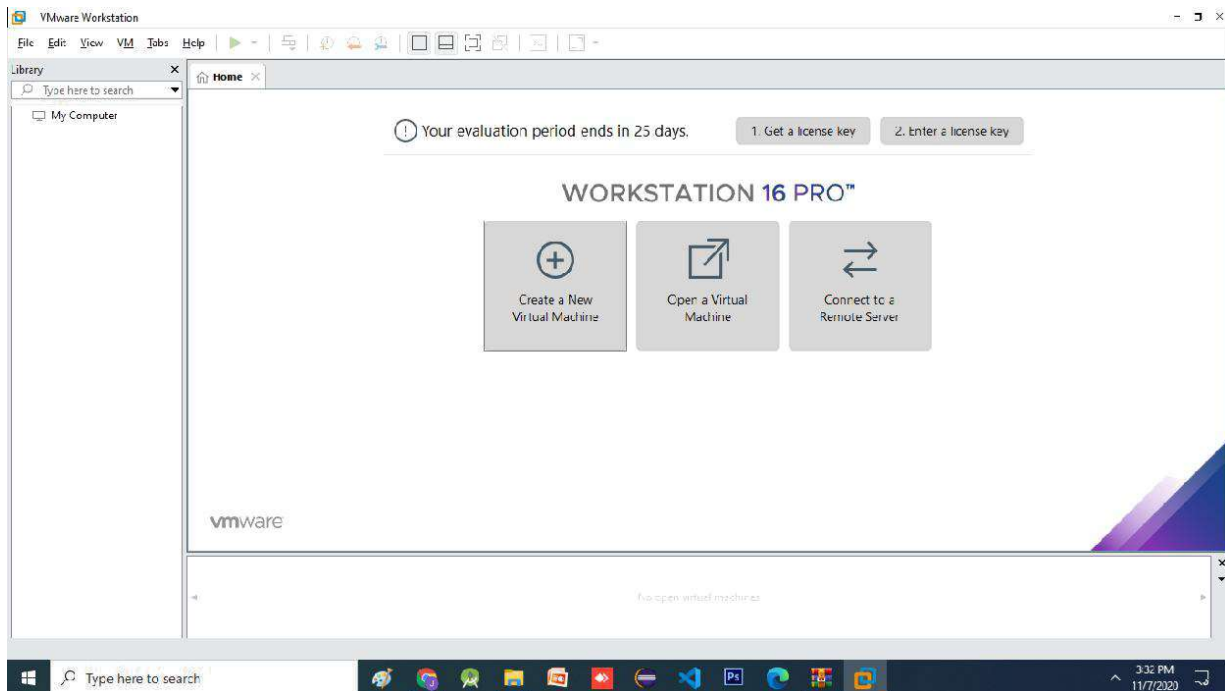 VMware Workstation
File Edit View VM Tabs Help
Library
Home
Type here to search
My Computer
Your evaluation period ends in 25 days.
1. Get a license key
2. Enter a license key
WORKSTATION 16 PRO™
Create a New
Virtual Machine
Open a Virtual
Machine
Connect to a
Remote Server
vmware
No open virtual machines
Type here to search
Ps
3:32 PM
11/7/2020